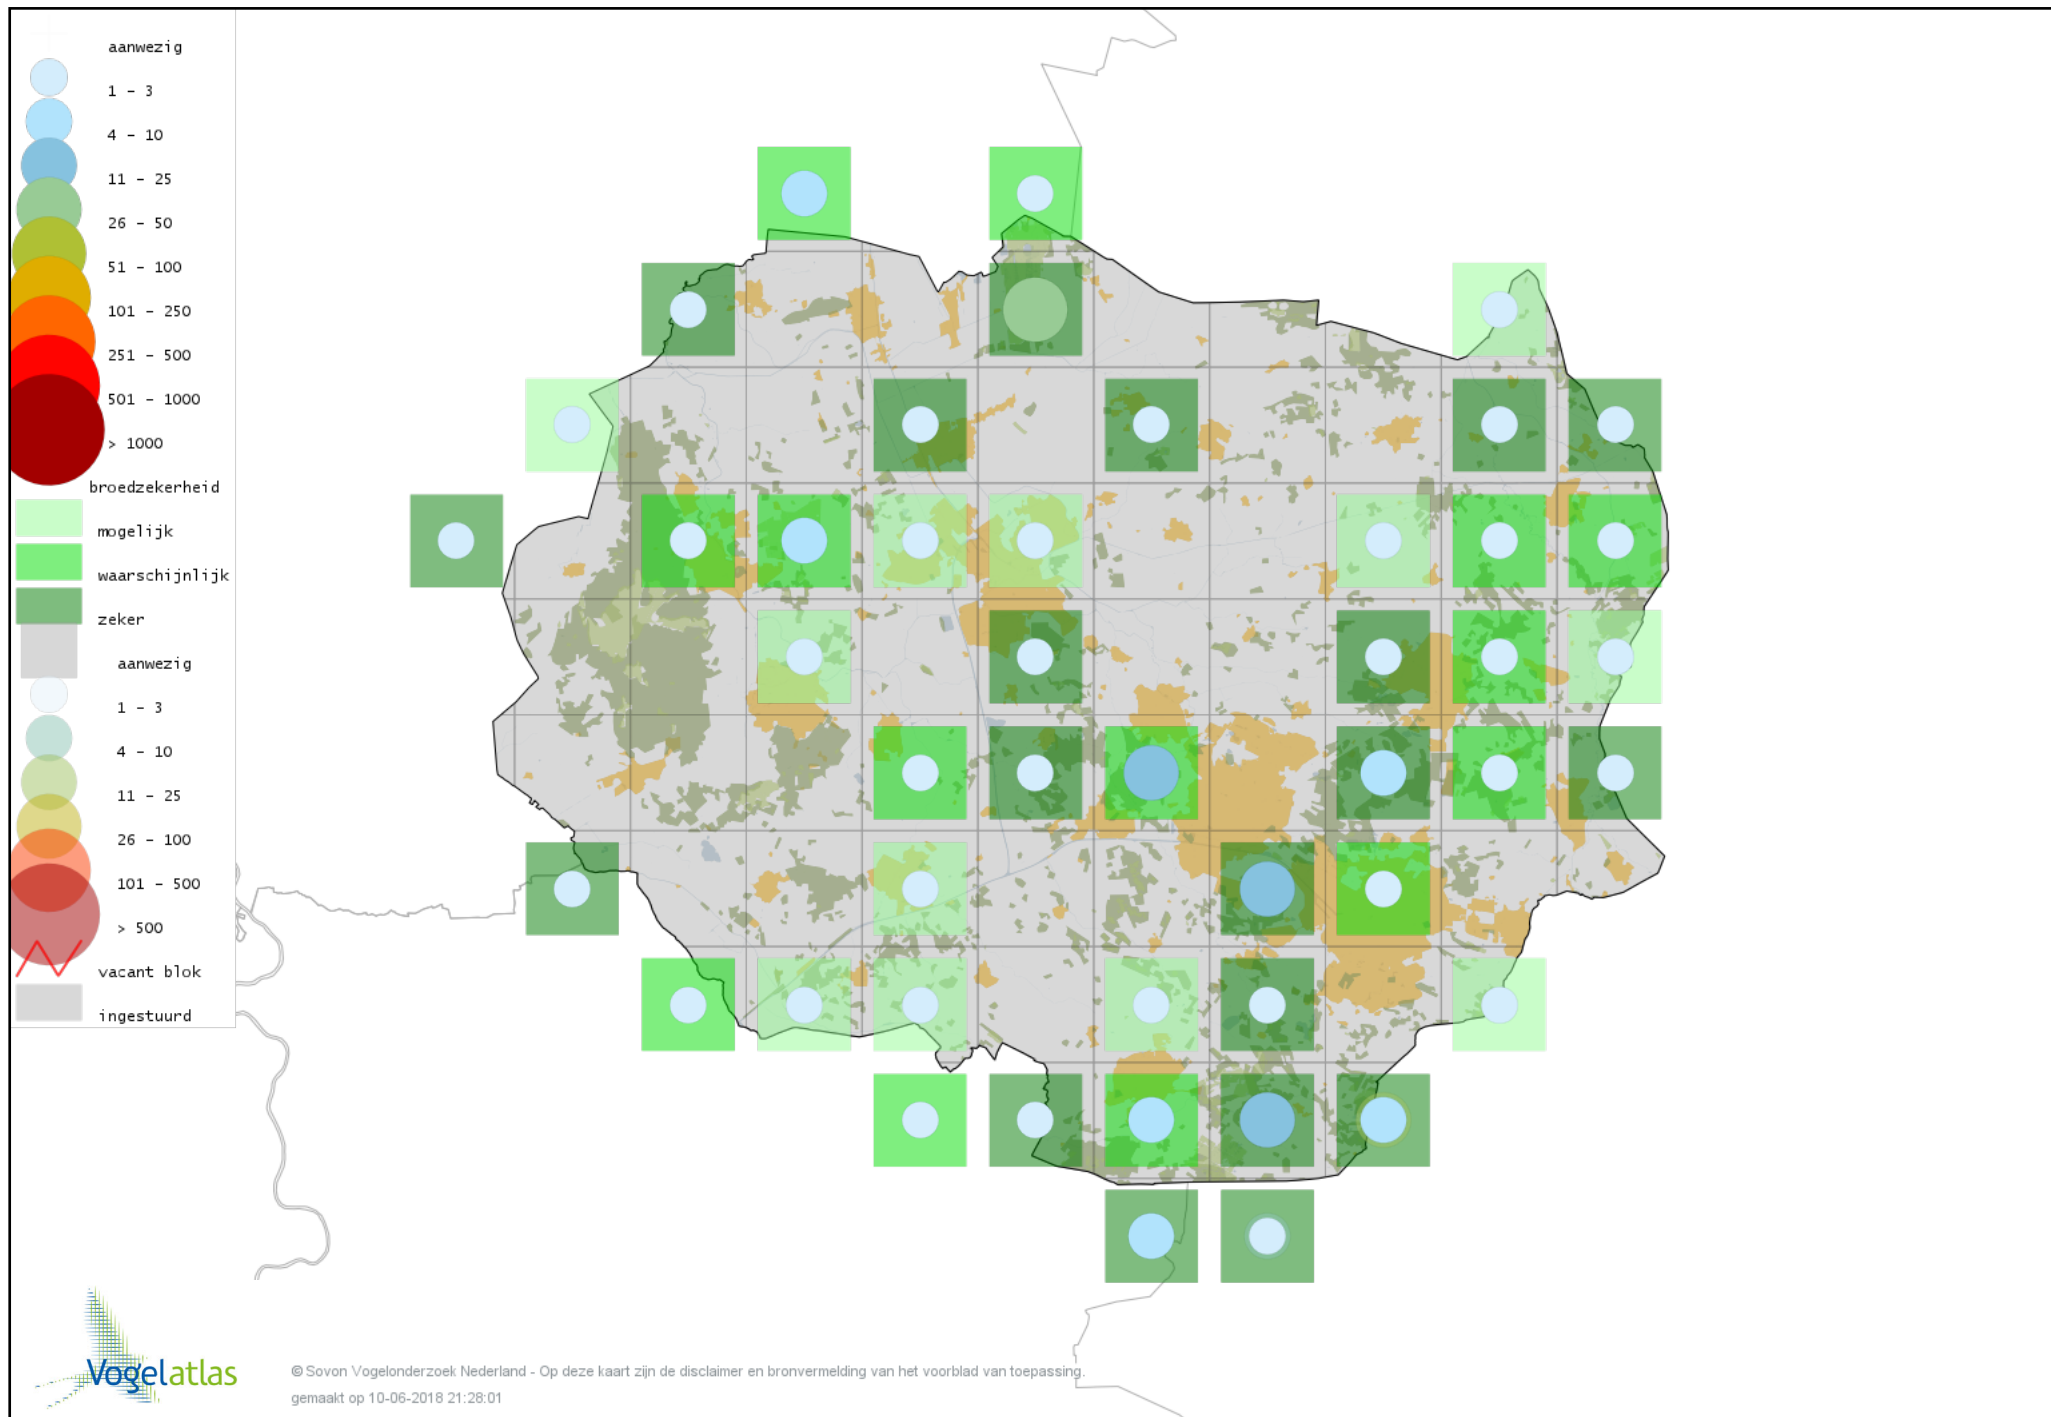 aanwezig
1 - 3
4 - 10
11 - 25
26 - 50
51 - 100
101 - 250
251 - 500
501 - 1000
> 1000
broedzekerheid
mogelijk
waarschijnlijk
zeker
aanwezig
1 - 3
4 - 10
11 - 25
26 - 100
101 - 500
> 500
vacant blok
ingestuurd
Vogelatlas
© Sovon Vogelonderzoek Nederland - Op deze kaart zijn de disclaimer en bronvermelding van het voorblad van toepassing.
gemaakt op 10-06-2018 21:28:01